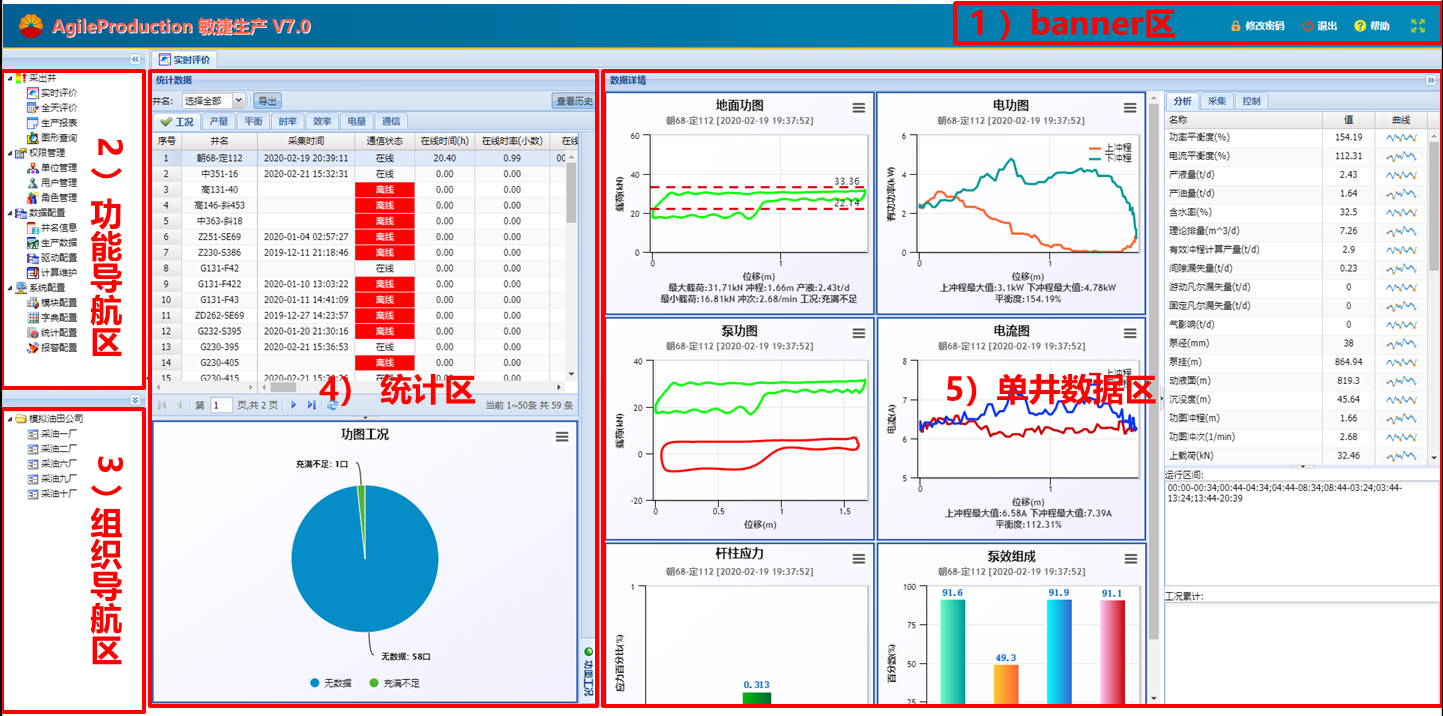 AgileProduction 敏捷生产 V7.0
1）banner区
修改密码 退出 帮助
实时评价
采出井
实时评价
全天评价
生产报表
图形查询
权限管理
单位管理
用户管理
角色管理
数据配置
井名信息
生产数据
驱动配置
计算维护
系统配置
模块配置
字典配置
统计配置
报警配置
2）功能导航区
模拟油田公司
采油一厂
采油二厂
采油六厂
采油九厂
采油十厂
3）组织导航区
统计数据
井名: 选择全部 导出 查看历史
工况 产量 平衡 时率 效率 电量 通信
序号 井名 采集时间 通信状态 在线时间(h) 在线时率(小数) 在线
1 朝68-定112 2020-02-19 20:39:11 在线 20.40 0.99 00
2 中351-16 2020-02-21 15:32:31 在线 0.00 0.00
3 高131-40 离线 0.00 0.00
4 高146-斜453 离线 0.00 0.00
5 中363-斜18 离线 0.00 0.00
6 Z251-SE69 2020-01-04 02:57:27 离线 0.00 0.00
7 Z230-S386 2019-12-11 21:18:46 离线 0.00 0.00
8 G131-F42 在线 0.00 0.00
9 G131-F422 2020-01-10 13:03:22 离线 0.00 0.00
10 G131-F43 2020-01-11 14:41:09 离线 0.00 0.00
11 ZD262-SE69 2019-12-27 14:23:57 离线 0.00 0.00
12 G232-S395 2020-01-20 21:30:16 离线 0.00 0.00
13 G230-395 2020-02-21 15:36:53 在线 0.00 0.00
14 G230-405 离线 0.00 0.00
15 G230-415 2020-02-21 在线 0.00 0.00
4） 统计区
第 1 页,共 2 页 当前 1~50条 共 59 条
功图工况
充满不足: 1口
无数据: 58口
无数据 充满不足
功图工况
数据详情
地面功图
朝68-定112 [2020-02-19 19:37:52]
载荷(kN)
60
40
20
0
33.36
22.14
0 1
位移(m)
最大载荷:31.71kN 冲程:1.66m 产液:2.43t/d
最小载荷:16.81kN 冲次:2.68/min 工况:充满不足
电功图
朝68-定112 [2020-02-19 19:37:52]
有功功率(kW)
6
4
2
0
上冲程
下冲程
0 1
位移(m)
上冲程最大值:3.1kW 下冲程最大值:4.78kW
平衡度:154.19%
泵功图
朝68-定112 [2020-02-19 19:37:52]
载荷(kN)
40
20
0
-20
0 0.5 1 1.5
位移(m)
电流图
朝68-定112 [2020-02-19 19:37:52]
电流(A)
8
7
6
5
上冲程
5）单井数据区
0 1
位移(m)
上冲程最大值:6.58A 下冲程最大值:7.39A
平衡度:112.31%
杆柱应力
朝68-定112 [2020-02-19 19:37:52]
应力百分比(%)
1
0.313
泵效组成
朝68-定112 [2020-02-19 19:37:52]
百分数(%)
100
75
50
25
91.6 49.3 91.9 91.1
分析 采集 控制
名称 值 曲线
功率平衡度(%) 154.19
电流平衡度(%) 112.31
产液量(t/d) 2.43
产油量(t/d) 1.64
含水率(%) 32.5
理论排量(m^3/d) 7.26
有效冲程计算产量(t/d) 2.9
间隙漏失量(t/d) 0.23
游动凡尔漏失量(t/d) 0
固定凡尔漏失量(t/d) 0
气影响(t/d) 0
泵径(mm) 38
泵挂(m) 864.94
动液面(m) 819.3
沉没度(m) 45.64
功图冲程(m) 1.66
功图冲次(1/min) 2.68
上载荷(kN) 32.46
运行区间:
00:00-00:34;00:44-04:34;04:44-08:34;08:44-03:24;03:44-
13:24;13:44-20:39
工况累计: